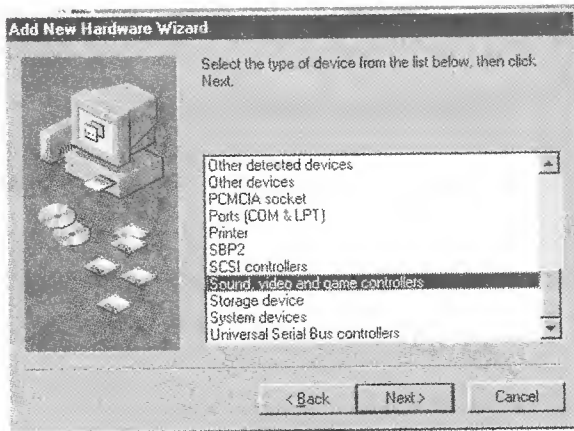 Add New Hardware Wizard
Select the type of device from the list below, then click
Next.
Other detected devices
Other devices
PCMCIA socket
Ports (COM & LPT)
Printer
SBP2
SCSI controllers
Sound, video and game controllers
Storage device
System devices
Universal Serial Bus controllers
< Back
Next >
Cancel